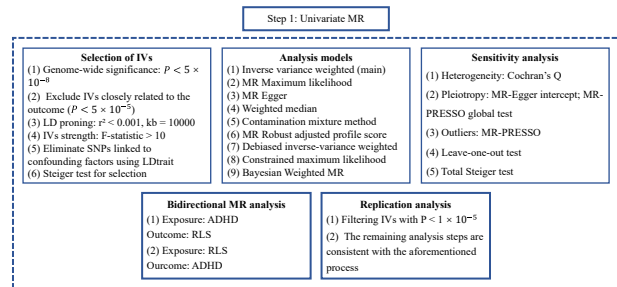 Step 1: Univariate MR
Selection of IVs
(1) Genome-wide significance: P < 5 ×
10⁻⁸
(2) Exclude IVs closely related to the
outcome (P < 5 × 10⁻⁵)
(3) LD proning: r² < 0.001, kb = 10000
(4) IVs strength: F-statistic > 10
(5) Eliminate SNPs linked to
confounding factors using LDtrait
(6) Steiger test for selection
Analysis models
(1) Inverse variance weighted (main)
(2) MR Maximum likelihood
(3) MR Egger
(4) Weighted median
(5) Contamination mixture method
(6) MR Robust adjusted profile score
(7) Debiased inverse-variance weighted
(8) Constrained maximum likelihood
(9) Bayesian Weighted MR
Sensitivity analysis
(1) Heterogeneity: Cochran's Q
(2) Pleiotropy: MR-Egger intercept; MR-
PRESSO global test
(3) Outliers: MR-PRESSO
(4) Leave-one-out test
(5) Total Steiger test
Bidirectional MR analysis
(1) Exposure: ADHD
Outcome: RLS
(2) Exposure: RLS
Ourcome: ADHD
Replication analysis
(1) Filtering IVs with P < 1 × 10⁻⁵
(2) The remaining analysis steps are
consistent with the aforementioned
process